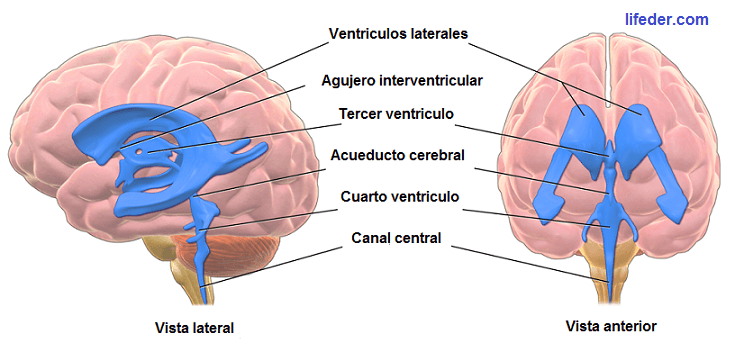 lifeder.com
Ventriculos laterales
Agujero interventricular
Tercer ventriculo
Acueducto cerebral
Cuarto ventriculo
Canal central
Vista lateral
Vista anterior